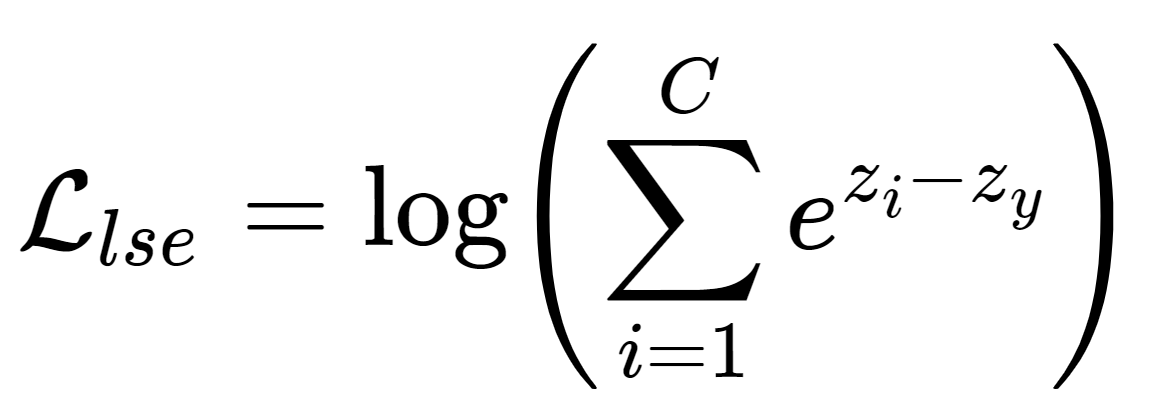 $\mathcal{L}_{lse} = \log\left(\sum_{i=1}^{C} e^{z_i - z_y}\right)$